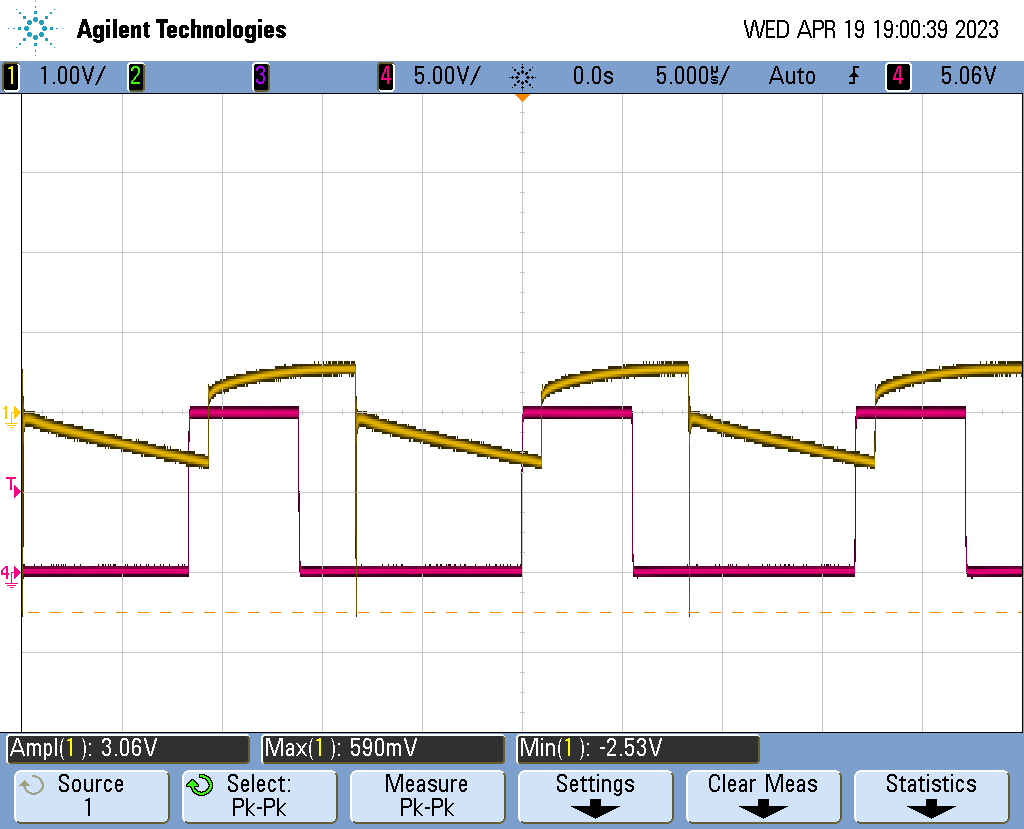 Agilent Technologies
WED APR 19 19:00:39 2023
1 1.00V/ 2 3 4 5.00V/ 0.0s 5.000㎲/ Auto 4 5.06V
1
T
4
Ampl(1): 3.06V Max(1): 590mV Min(1): -2.53V
Source Select: Measure Settings Clear Meas Statistics
1 Pk-Pk Pk-Pk